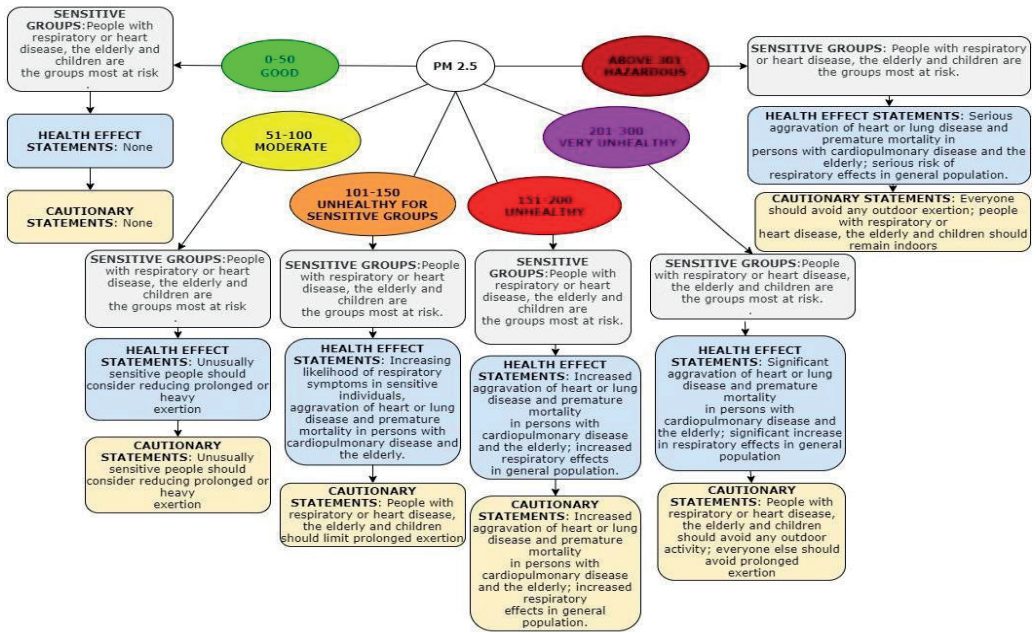 SENSITIVE
GROUPS:People with
respiratory or heart
disease, the elderly and
children are
the groups most at risk
.
HEALTH EFFECT
STATEMENTS: None
CAUTIONARY
STATEMENTS: None
0-50
GOOD
PM 2.5
ABOVE 301
HAZARDOUS
51-100
MODERATE
101-150
UNHEALTHY FOR
SENSITIVE GROUPS
151-200
UNHEALTHY
201-300
VERY UNHEALTHY
SENSITIVE GROUPS: People with respiratory
or heart disease, the elderly and children are
the groups most at risk.
HEALTH EFFECT STATEMENTS: Serious
aggravation of heart or lung disease and
premature mortality in
persons with cardiopulmonary disease and the
elderly; serious risk of
respiratory effects in general population.
CAUTIONARY STATEMENTS: Everyone
should avoid any outdoor exertion; people
with respiratory or
heart disease, the elderly and children should
remain indoors
SENSITIVE GROUPS:People
with respiratory or heart
disease, the elderly and
children are
the groups most at risk
.
HEALTH EFFECT
STATEMENTS: Unusually
sensitive people should
consider reducing prolonged or
heavy
exertion
CAUTIONARY
STATEMENTS: Unusually
sensitive people should
consider reducing prolonged or
heavy
exertion
SENSITIVE GROUPS:People
with respiratory or heart
disease, the elderly and
children are
the groups most at risk.
HEALTH EFFECT
STATEMENTS: Increasing
likelihood of respiratory
symptoms in sensitive
individuals,
aggravation of heart or lung
disease and premature
mortality in persons with
cardiopulmonary disease and
the elderly.
CAUTIONARY
STATEMENTS: People with
respiratory or heart disease,
the elderly and children
should limit prolonged exertion
SENSITIVE
GROUPS:People with
respiratory or heart
disease, the elderly and
children are
the groups most at risk.
HEALTH EFFECT
STATEMENTS: Increased
aggravation of heart or lung
disease and premature
mortality
in persons with
cardiopulmonary disease
and the elderly; increased
respiratory effects
in general population.
CAUTIONARY
STATEMENTS: Increased
aggravation of heart or lung
disease and premature
mortality
in persons with
cardiopulmonary disease
and the elderly; increased
respiratory
effects in general
population.
SENSITIVE GROUPS:People
with respiratory or heart disease,
the elderly and children are
the groups most at risk.
.
HEALTH EFFECT
STATEMENTS: Significant
aggravation of heart or lung
disease and premature
mortality
in persons with
cardiopulmonary disease and
the elderly; significant increase
in respiratory effects in general
population
CAUTIONARY
STATEMENTS: People with
respiratory or heart disease,
the elderly and children
should avoid any outdoor
activity; everyone else should
avoid prolonged
exertion